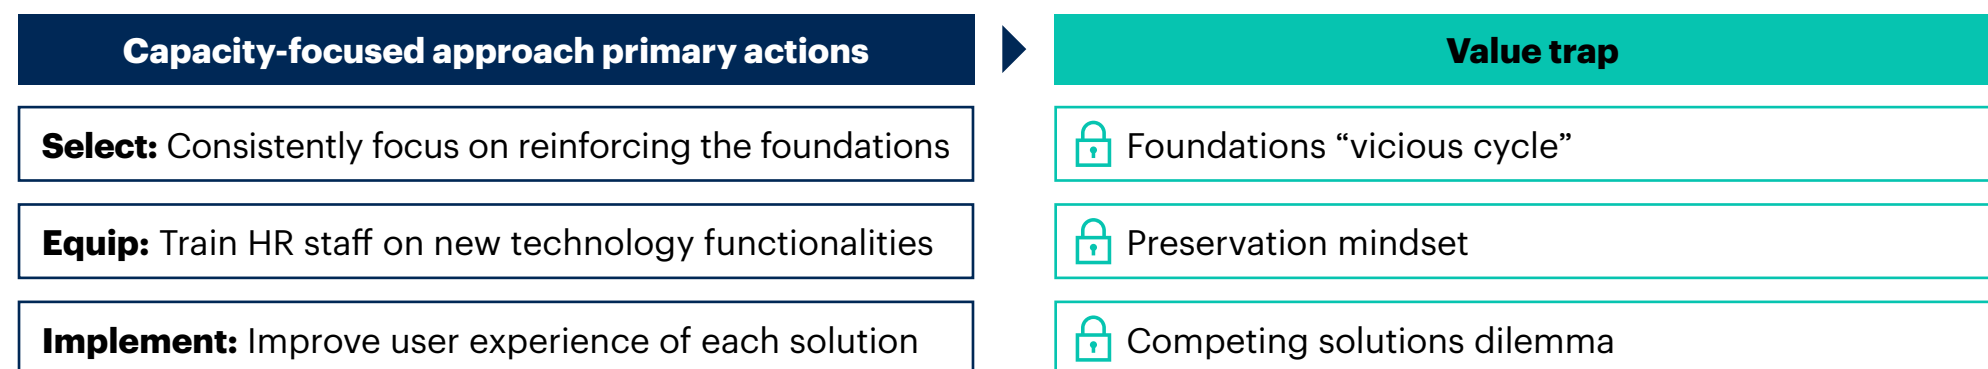 Capacity-focused approach primary actions
Value trap
Select: Consistently focus on reinforcing the foundations
Foundations “vicious cycle”
Equip: Train HR staff on new technology functionalities
Preservation mindset
Implement: Improve user experience of each solution
Competing solutions dilemma